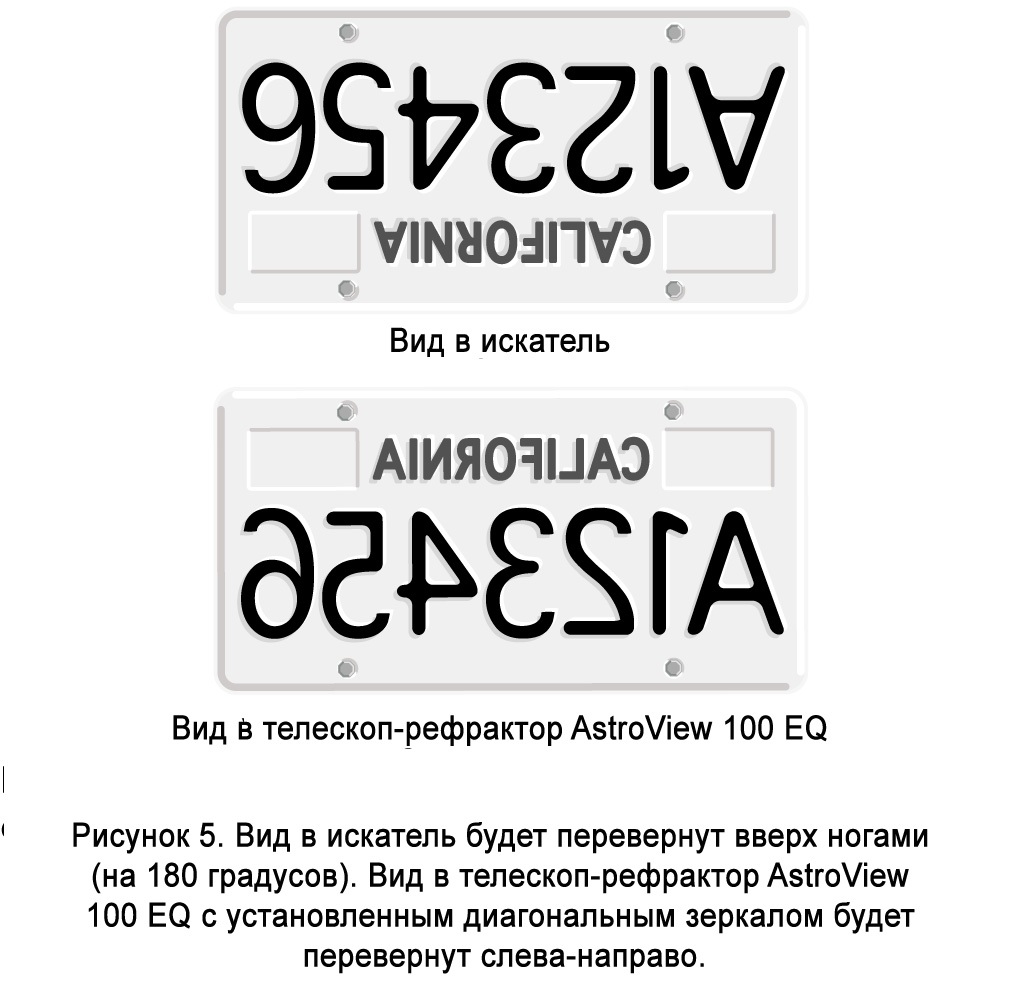 A123456
CALIFORNIA
Вид в искатель
CALIFORNIA
A123456
Вид в телескоп-рефрактор AstroView 100 EQ
Рисунок 5. Вид в искатель будет перевернут вверх ногами
(на 180 градусов). Вид в телескоп-рефрактор AstroView
100 EQ с установленным диагональным зеркалом будет
перевернут слева-направо.